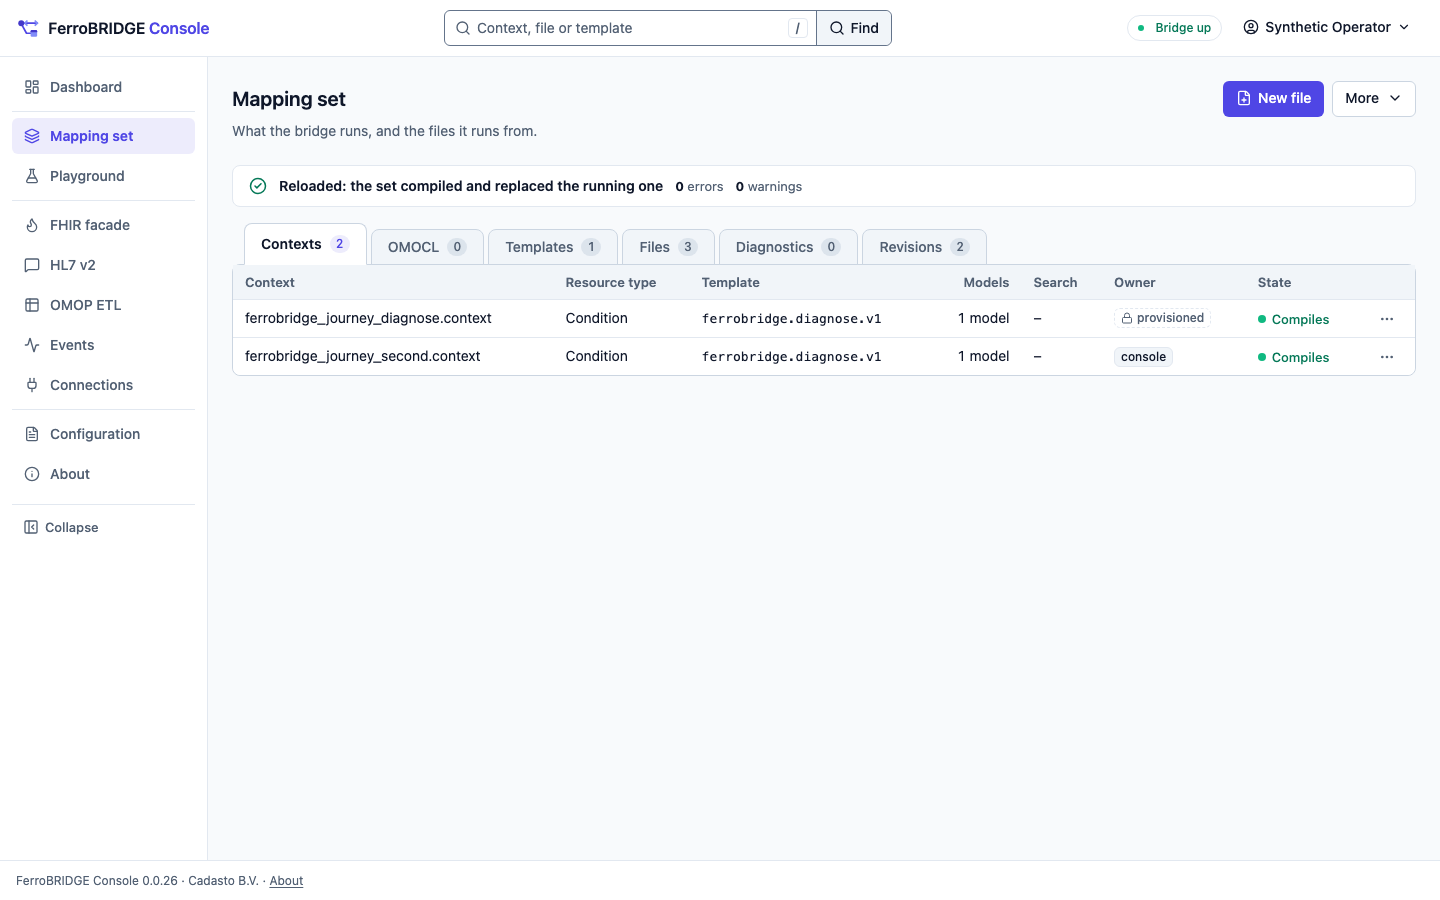 FerroBRIDGE Console
Context, file or template
/
Find
Bridge up
Synthetic Operator
Dashboard
Mapping set
Playground
FHIR facade
HL7 v2
OMOP ETL
Events
Connections
Configuration
About
Collapse
Mapping set
What the bridge runs, and the files it runs from.
New file
More
Reloaded: the set compiled and replaced the running one 0 errors 0 warnings
Contexts 2
OMOCL 0
Templates 1
Files 3
Diagnostics 0
Revisions 2
Context Resource type Template Models Search Owner State
ferrobridge_journey_diagnose.context Condition ferrobridge.diagnose.v1 1 model – provisioned Compiles ···
ferrobridge_journey_second.context Condition ferrobridge.diagnose.v1 1 model – console Compiles ···
FerroBRIDGE Console 0.0.26 · Cadasto B.V. · About